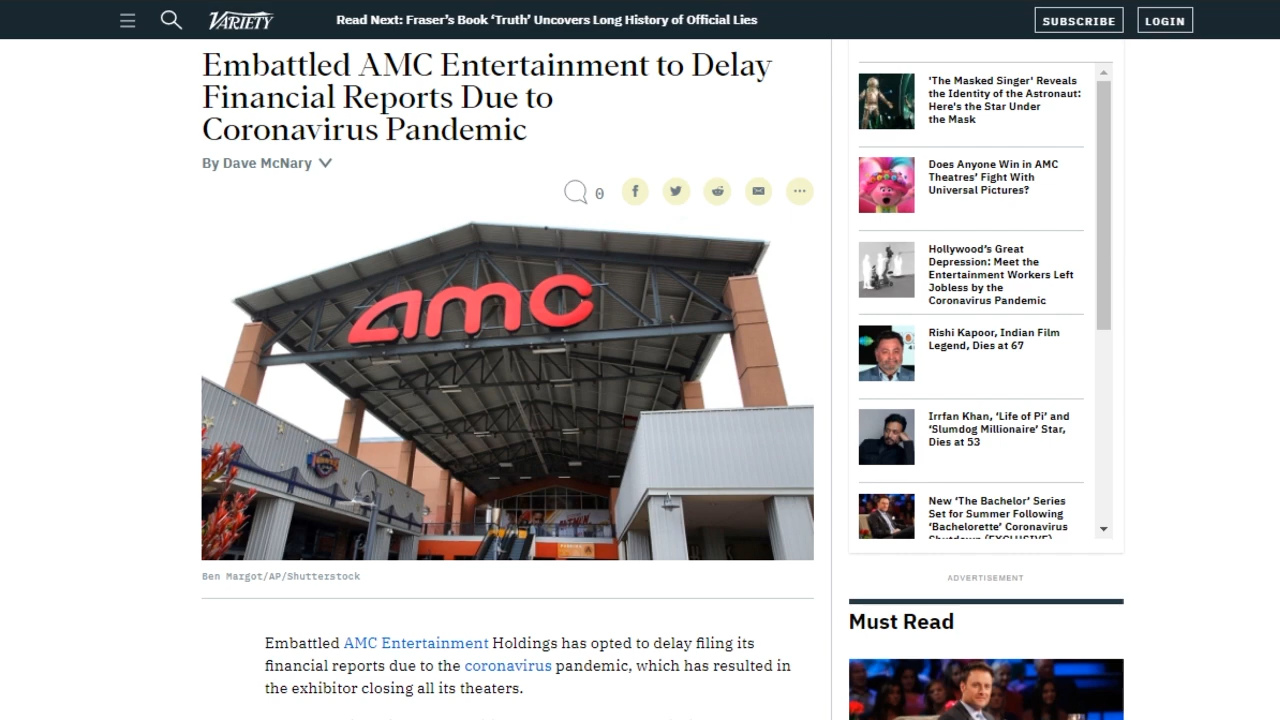 VARIETY
Read Next: Fraser's Book ‘Truth’ Uncovers Long History of Official Lies
SUBSCRIBE
LOGIN
Embattled AMC Entertainment to Delay
Financial Reports Due to
Coronavirus Pandemic
By Dave McNary
0
amc
Ben Margot/AP/Shutterstock
Embattled AMC Entertainment Holdings has opted to delay filing its
financial reports due to the coronavirus pandemic, which has resulted in
the exhibitor closing all its theaters.
'The Masked Singer' Reveals
the Identity of the Astronaut:
Here's the Star Under
the Mask
Does Anyone Win in AMC
Theatres’ Fight With
Universal Pictures?
Hollywood’s Great
Depression: Meet the
Entertainment Workers Left
Jobless by the
Coronavirus Pandemic
Rishi Kapoor, Indian Film
Legend, Dies at 67
Irrfan Khan, ‘Life of Pi’ and
‘Slumdog Millionaire’ Star,
Dies at 53
New ‘The Bachelor’ Series
Set for Summer Following
‘Bachelorette’ Coronavirus
Shutdown (EXCLUSIVE)
ADVERTISEMENT
Must Read